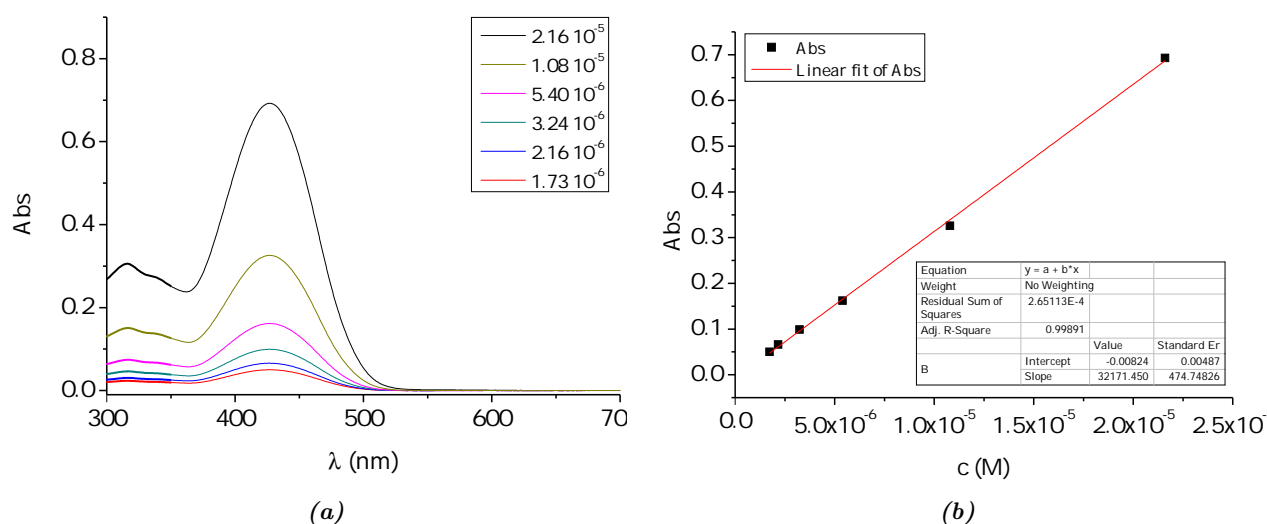 0.8
0.6
0.4
0.2
0.0
Abs
300
400
500
600
70
λ (nm)
2.16 10⁻⁵
1.08 10⁻⁵
5.40 10⁻⁶
3.24 10⁻⁶
2.16 10⁻⁶
1.73 10⁻⁶
(a)
0.7
0.6
0.5
0.4
0.3
0.2
0.1
0.0
Abs
Abs
Linear fit of Abs
Equation y = a + b*x
Weight No Weighting
Residual Sum of Squares 2.65113E-4
Adj. R-Square 0.99891
Value Standard Er
B Intercept -0.00824 0.00487
Slope 32171.450 474.74826
0.0 5.0x10⁻⁶ 1.0x10⁻⁵ 1.5x10⁻⁵ 2.0x10⁻⁵ 2.5x10⁻
c (M)
(b)